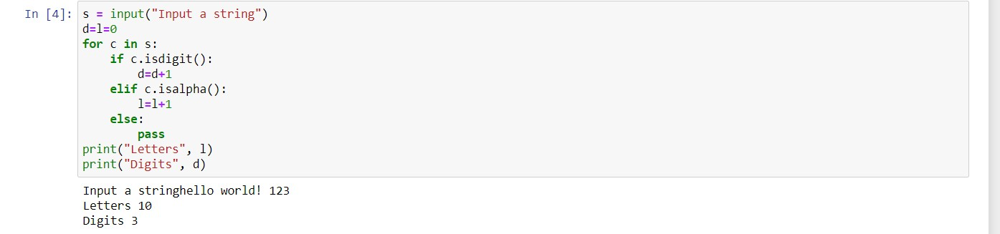 In [4]: s = input("Input a string")
d=l=0
for c in s:
    if c.isdigit():
        d=d+1
    elif c.isalpha():
        l=l+1
    else:
        pass
print("Letters", l)
print("Digits", d)
Input a stringhello world! 123
Letters 10
Digits 3